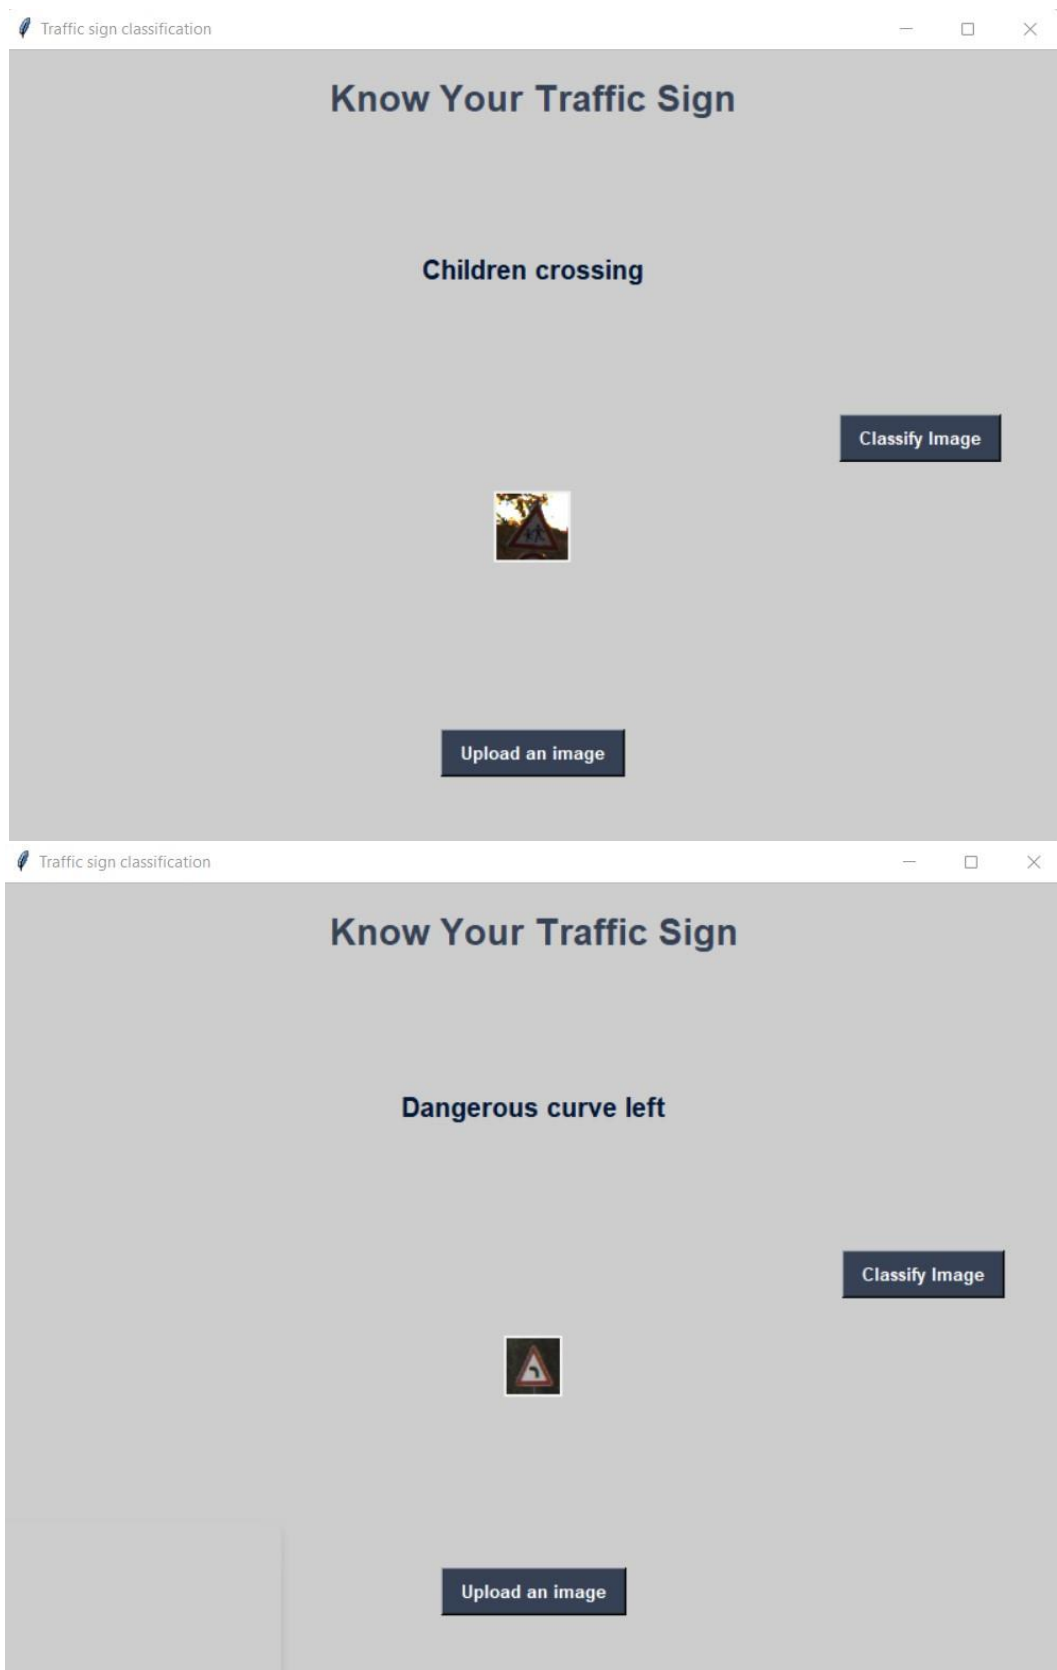 Traffic sign classification
Know Your Traffic Sign
Children crossing
Classify Image
Upload an image
Traffic sign classification
Know Your Traffic Sign
Dangerous curve left
Classify Image
Upload an image